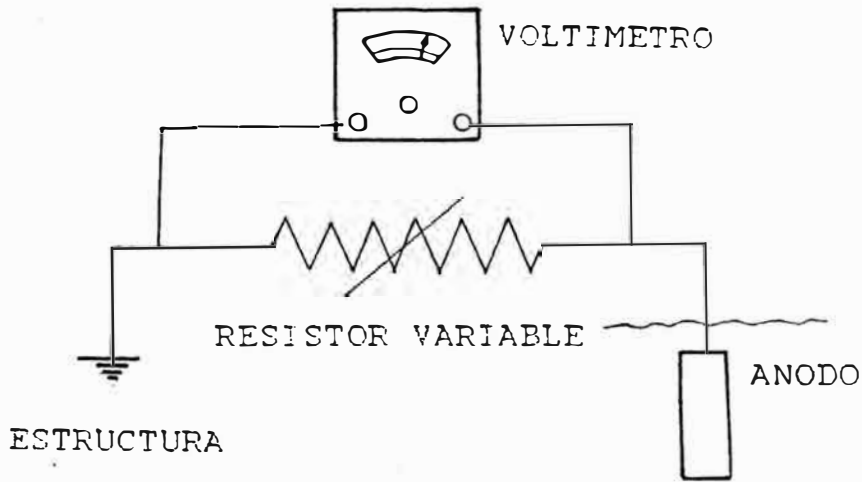 VOLTIMETRO
RESISTOR VARIABLE
ANODO
ESTRUCTURA